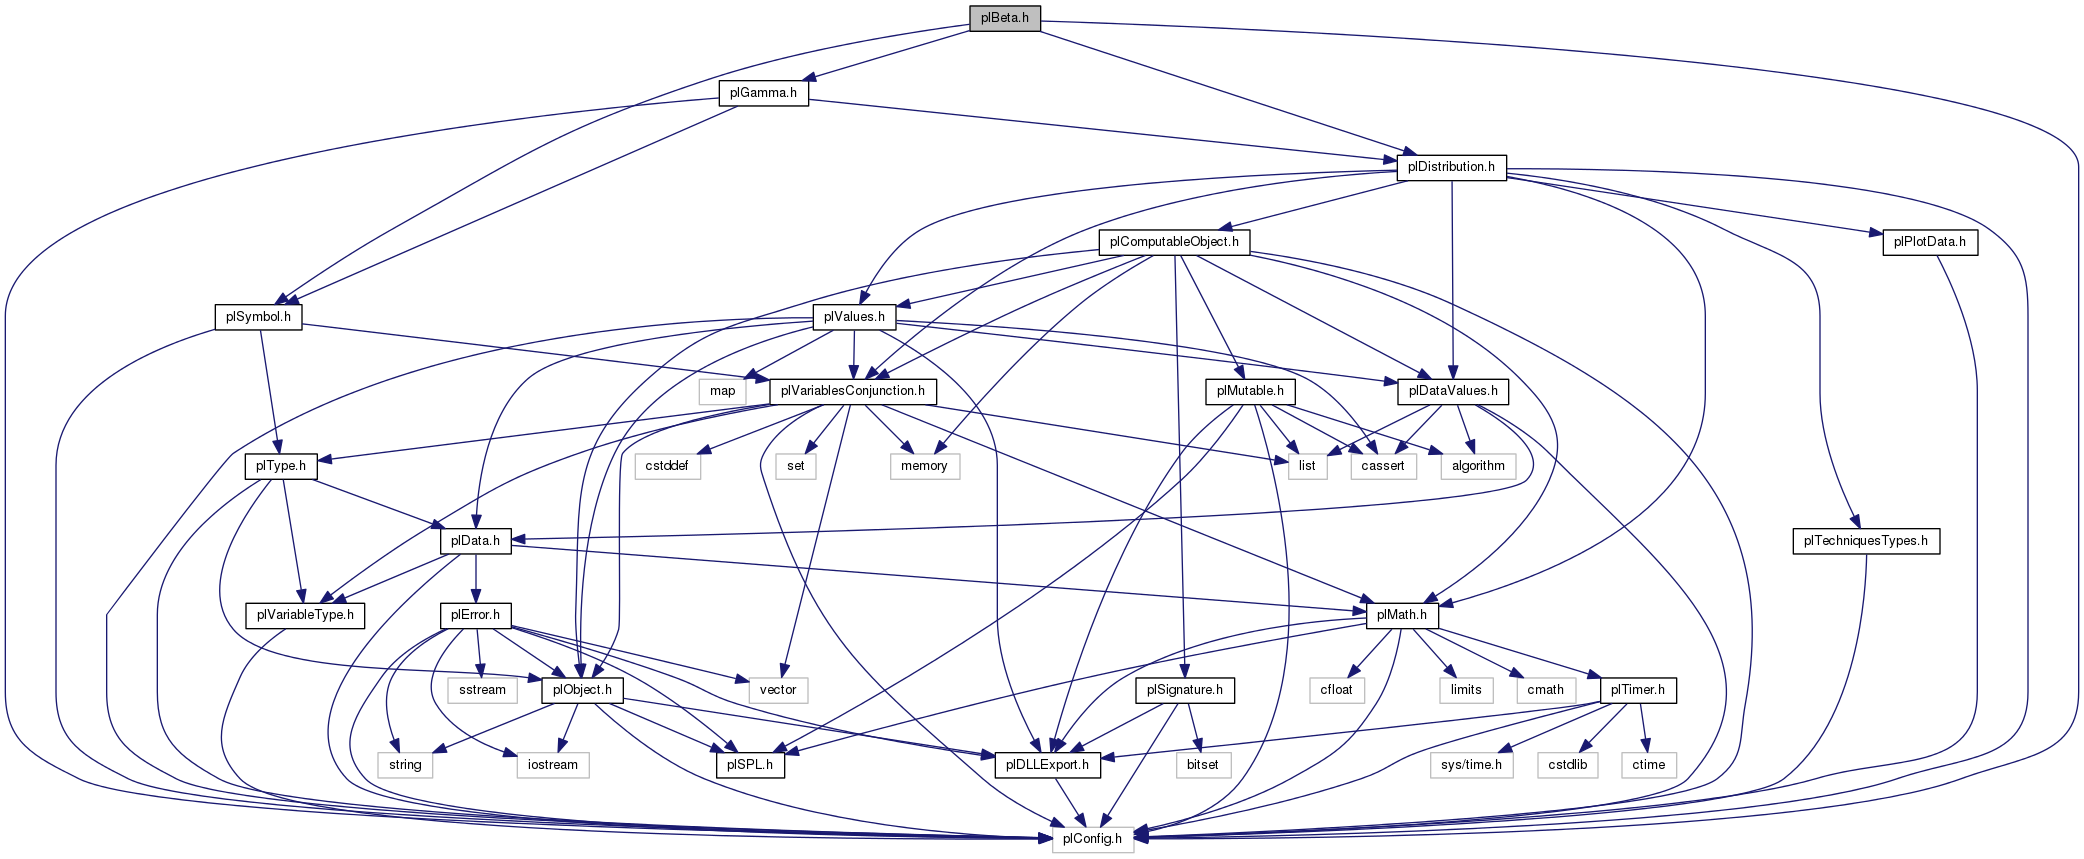 plBeta.h
plGamma.h
plDistribution.h
plComputableObject.h
plPlotData.h
plSymbol.h
plValues.h
map
plVariablesConjunction.h
plMutable.h
plDataValues.h
plType.h
cstddef
set
memory
list
cassert
algorithm
plData.h
plTechniquesTypes.h
plVariableType.h
plError.h
plMath.h
sstream
plObject.h
vector
plSignature.h
cfloat
limits
cmath
plTimer.h
string
iostream
plSPL.h
plDLLExport.h
bitset
sys/time.h
cstdlib
ctime
plConfig.h